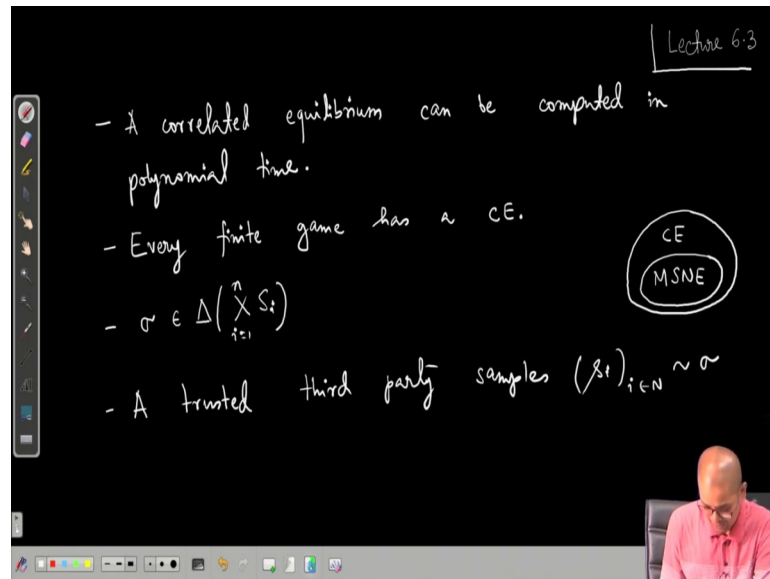 Lecture 6.3
- A correlated equilibrium can be computed in
polynomial time.
- Every finite game has a CE.
CE
MSNE
- σ ∈ Δ(⨉_{i=1}^{n} S_i)
- A trusted third party samples (s_i)_{i∈N} ~ σ